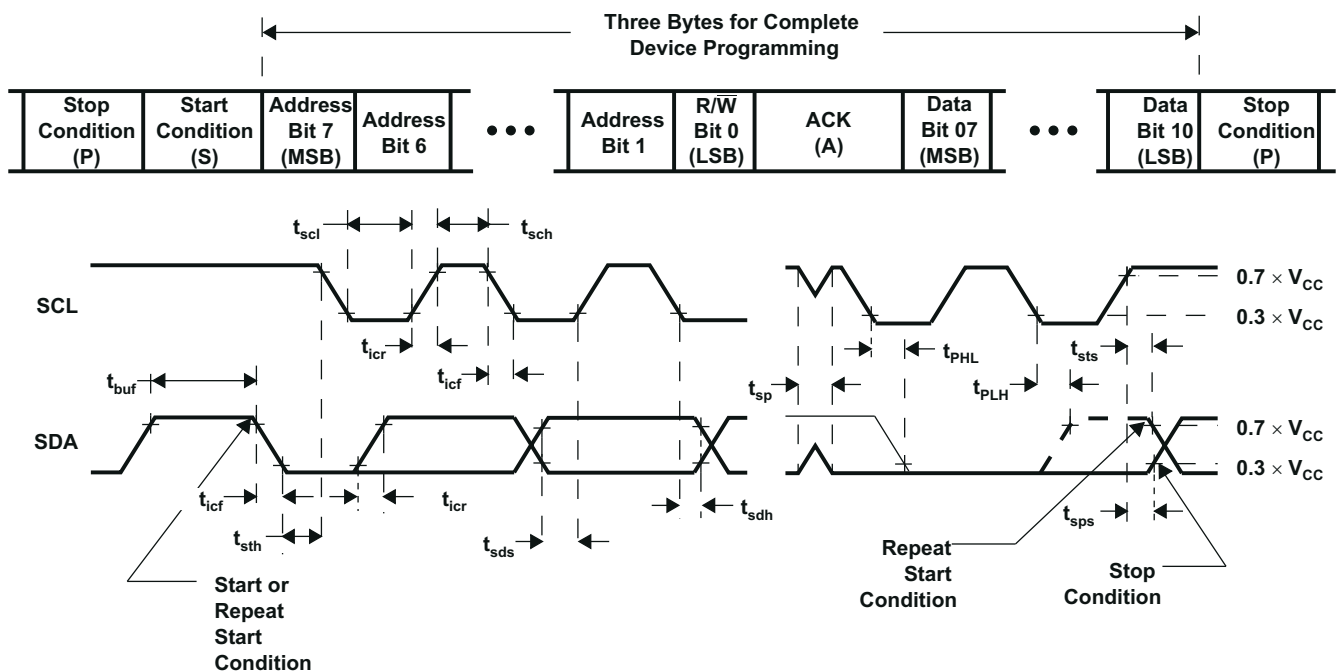 Three Bytes for Complete
Device Programming
Stop
Condition
(P)
Start
Condition
(S)
Address
Bit 7
(MSB)
Address
Bit 6
•••
Address
Bit 1
R/W̅
Bit 0
(LSB)
ACK
(A)
Data
Bit 07
(MSB)
•••
Data
Bit 10
(LSB)
Stop
Condition
(P)
tscl
tsch
SCL
0.7 × VCC
0.3 × VCC
ticr
tPHL
tsts
tbuf
ticf
tsp
tPLH
SDA
0.7 × VCC
0.3 × VCC
ticf
ticr
tsdh
tsps
tsth
tsds
Start or
Repeat
Start
Condition
Repeat
Start
Condition
Stop
Condition